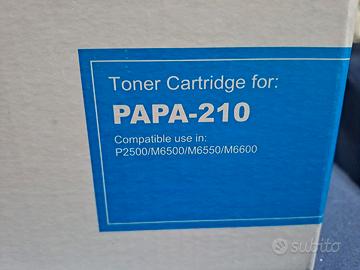 Toner Cartridge for:
PAPA-210
Compatible use in:
P2500/M6500/M6550/M6600
subito